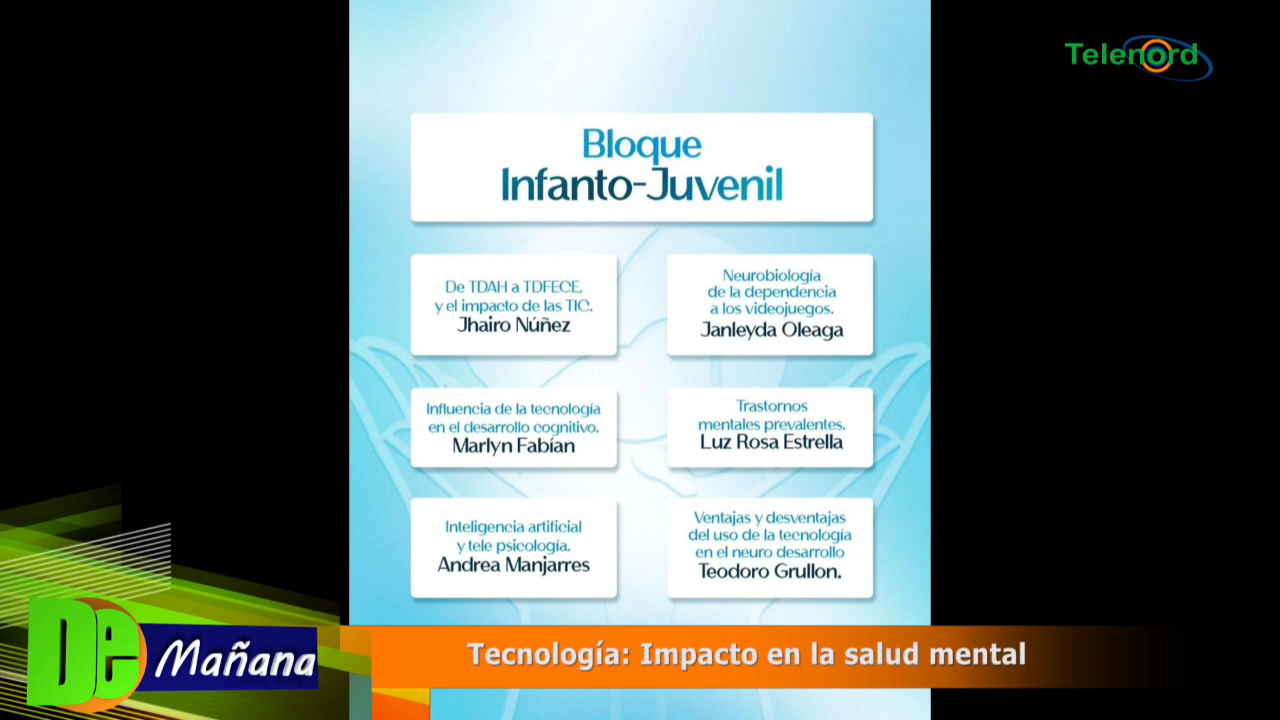 Telenord
Bloque
Infanto-Juvenil
De TDAH a TDFECE,
y el impacto de las TIC.
Jhairo Núñez
Neurobiología
de la dependencia
a los videojuegos.
Janleyda Oleaga
Influencia de la tecnología
en el desarrollo cognitivo.
Marlyn Fabían
Trastornos
mentales prevalentes.
Luz Rosa Estrella
Inteligencia artificial
y tele psicología.
Andrea Manjarres
Ventajas y desventajas
del uso de la tecnología
en el neuro desarrollo
Teodoro Grullon.
De Mañana
Tecnología: Impacto en la salud mental